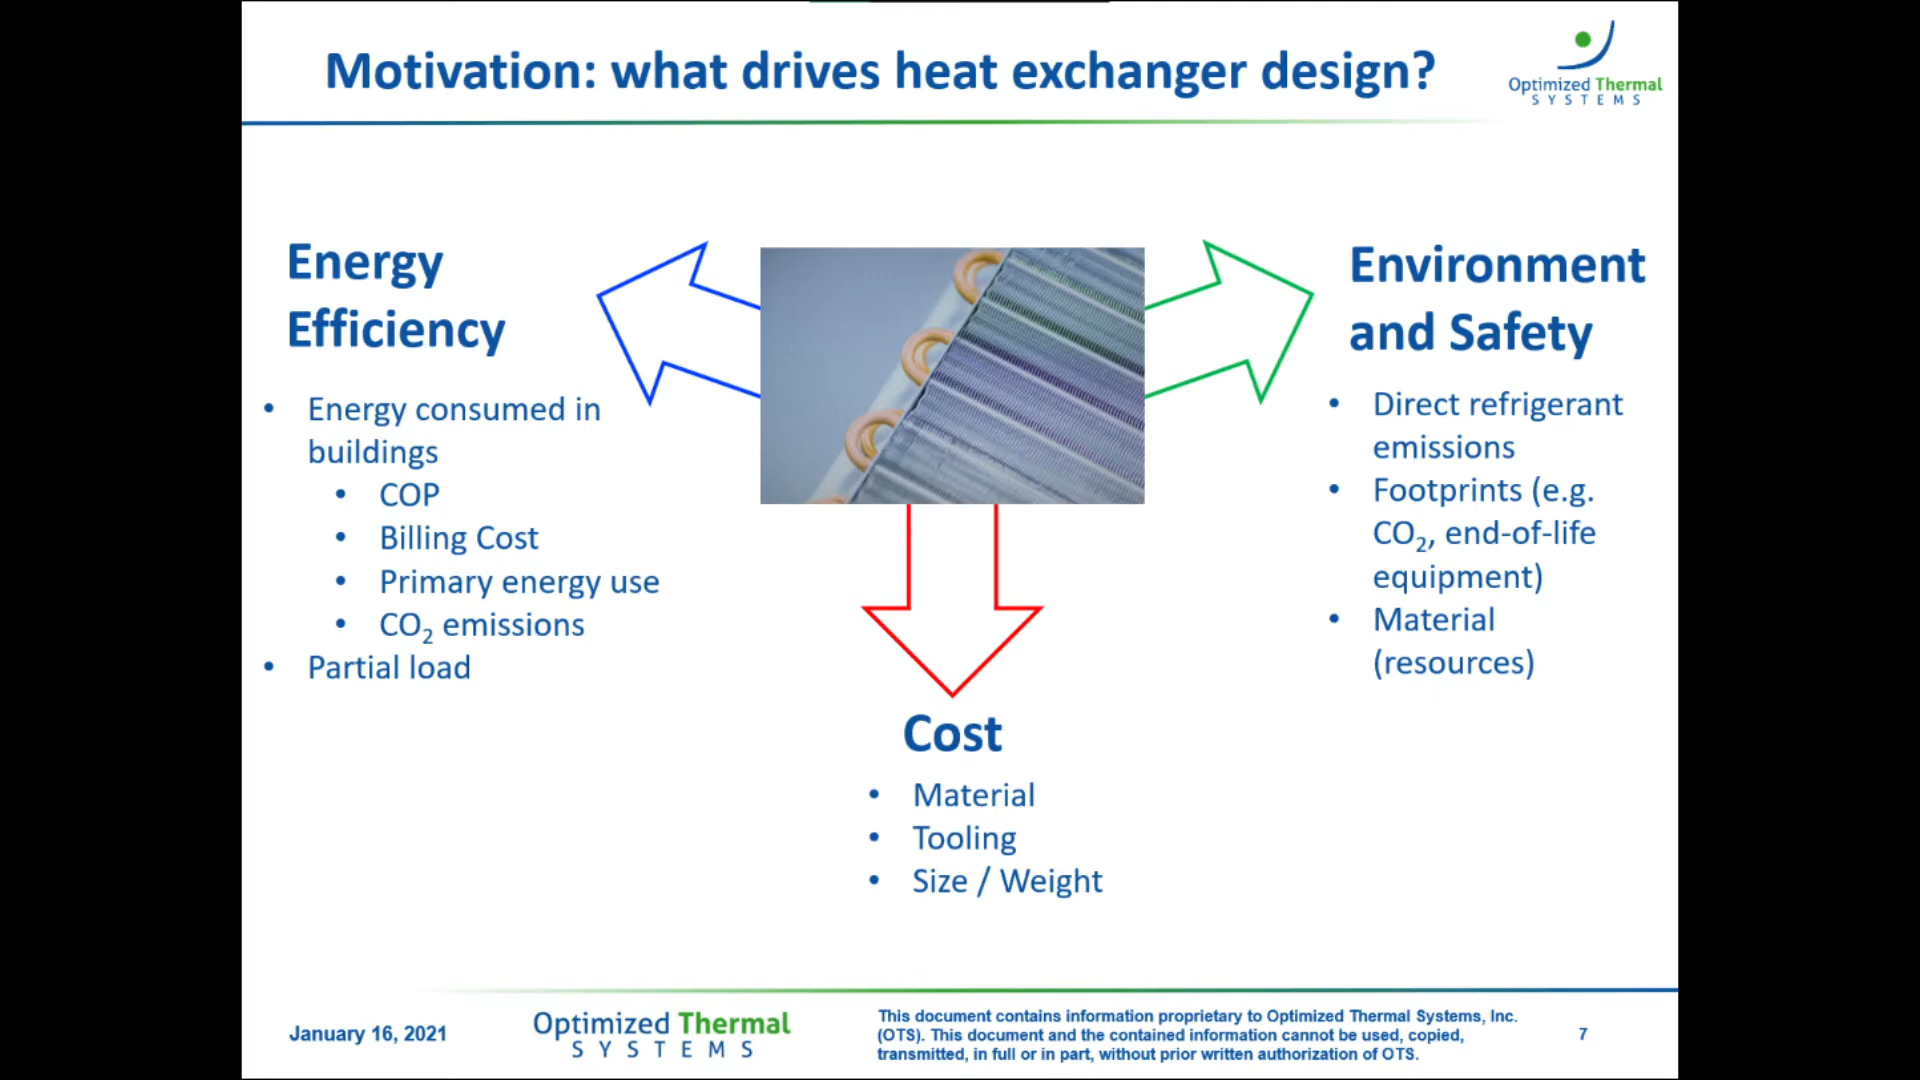 Motivation: what drives heat exchanger design?
Optimized Thermal
SYSTEMS
Energy
Efficiency
• Energy consumed in
buildings
• COP
• Billing Cost
• Primary energy use
• CO₂ emissions
• Partial load
Environment
and Safety
• Direct refrigerant
emissions
• Footprints (e.g.
CO₂, end-of-life
equipment)
• Material
(resources)
Cost
• Material
• Tooling
• Size / Weight
January 16, 2021
Optimized Thermal
SYSTEMS
This document contains information proprietary to Optimized Thermal Systems, Inc.
(OTS). This document and the contained information cannot be used, copied,
transmitted, in full or in part, without prior written authorization of OTS.
7